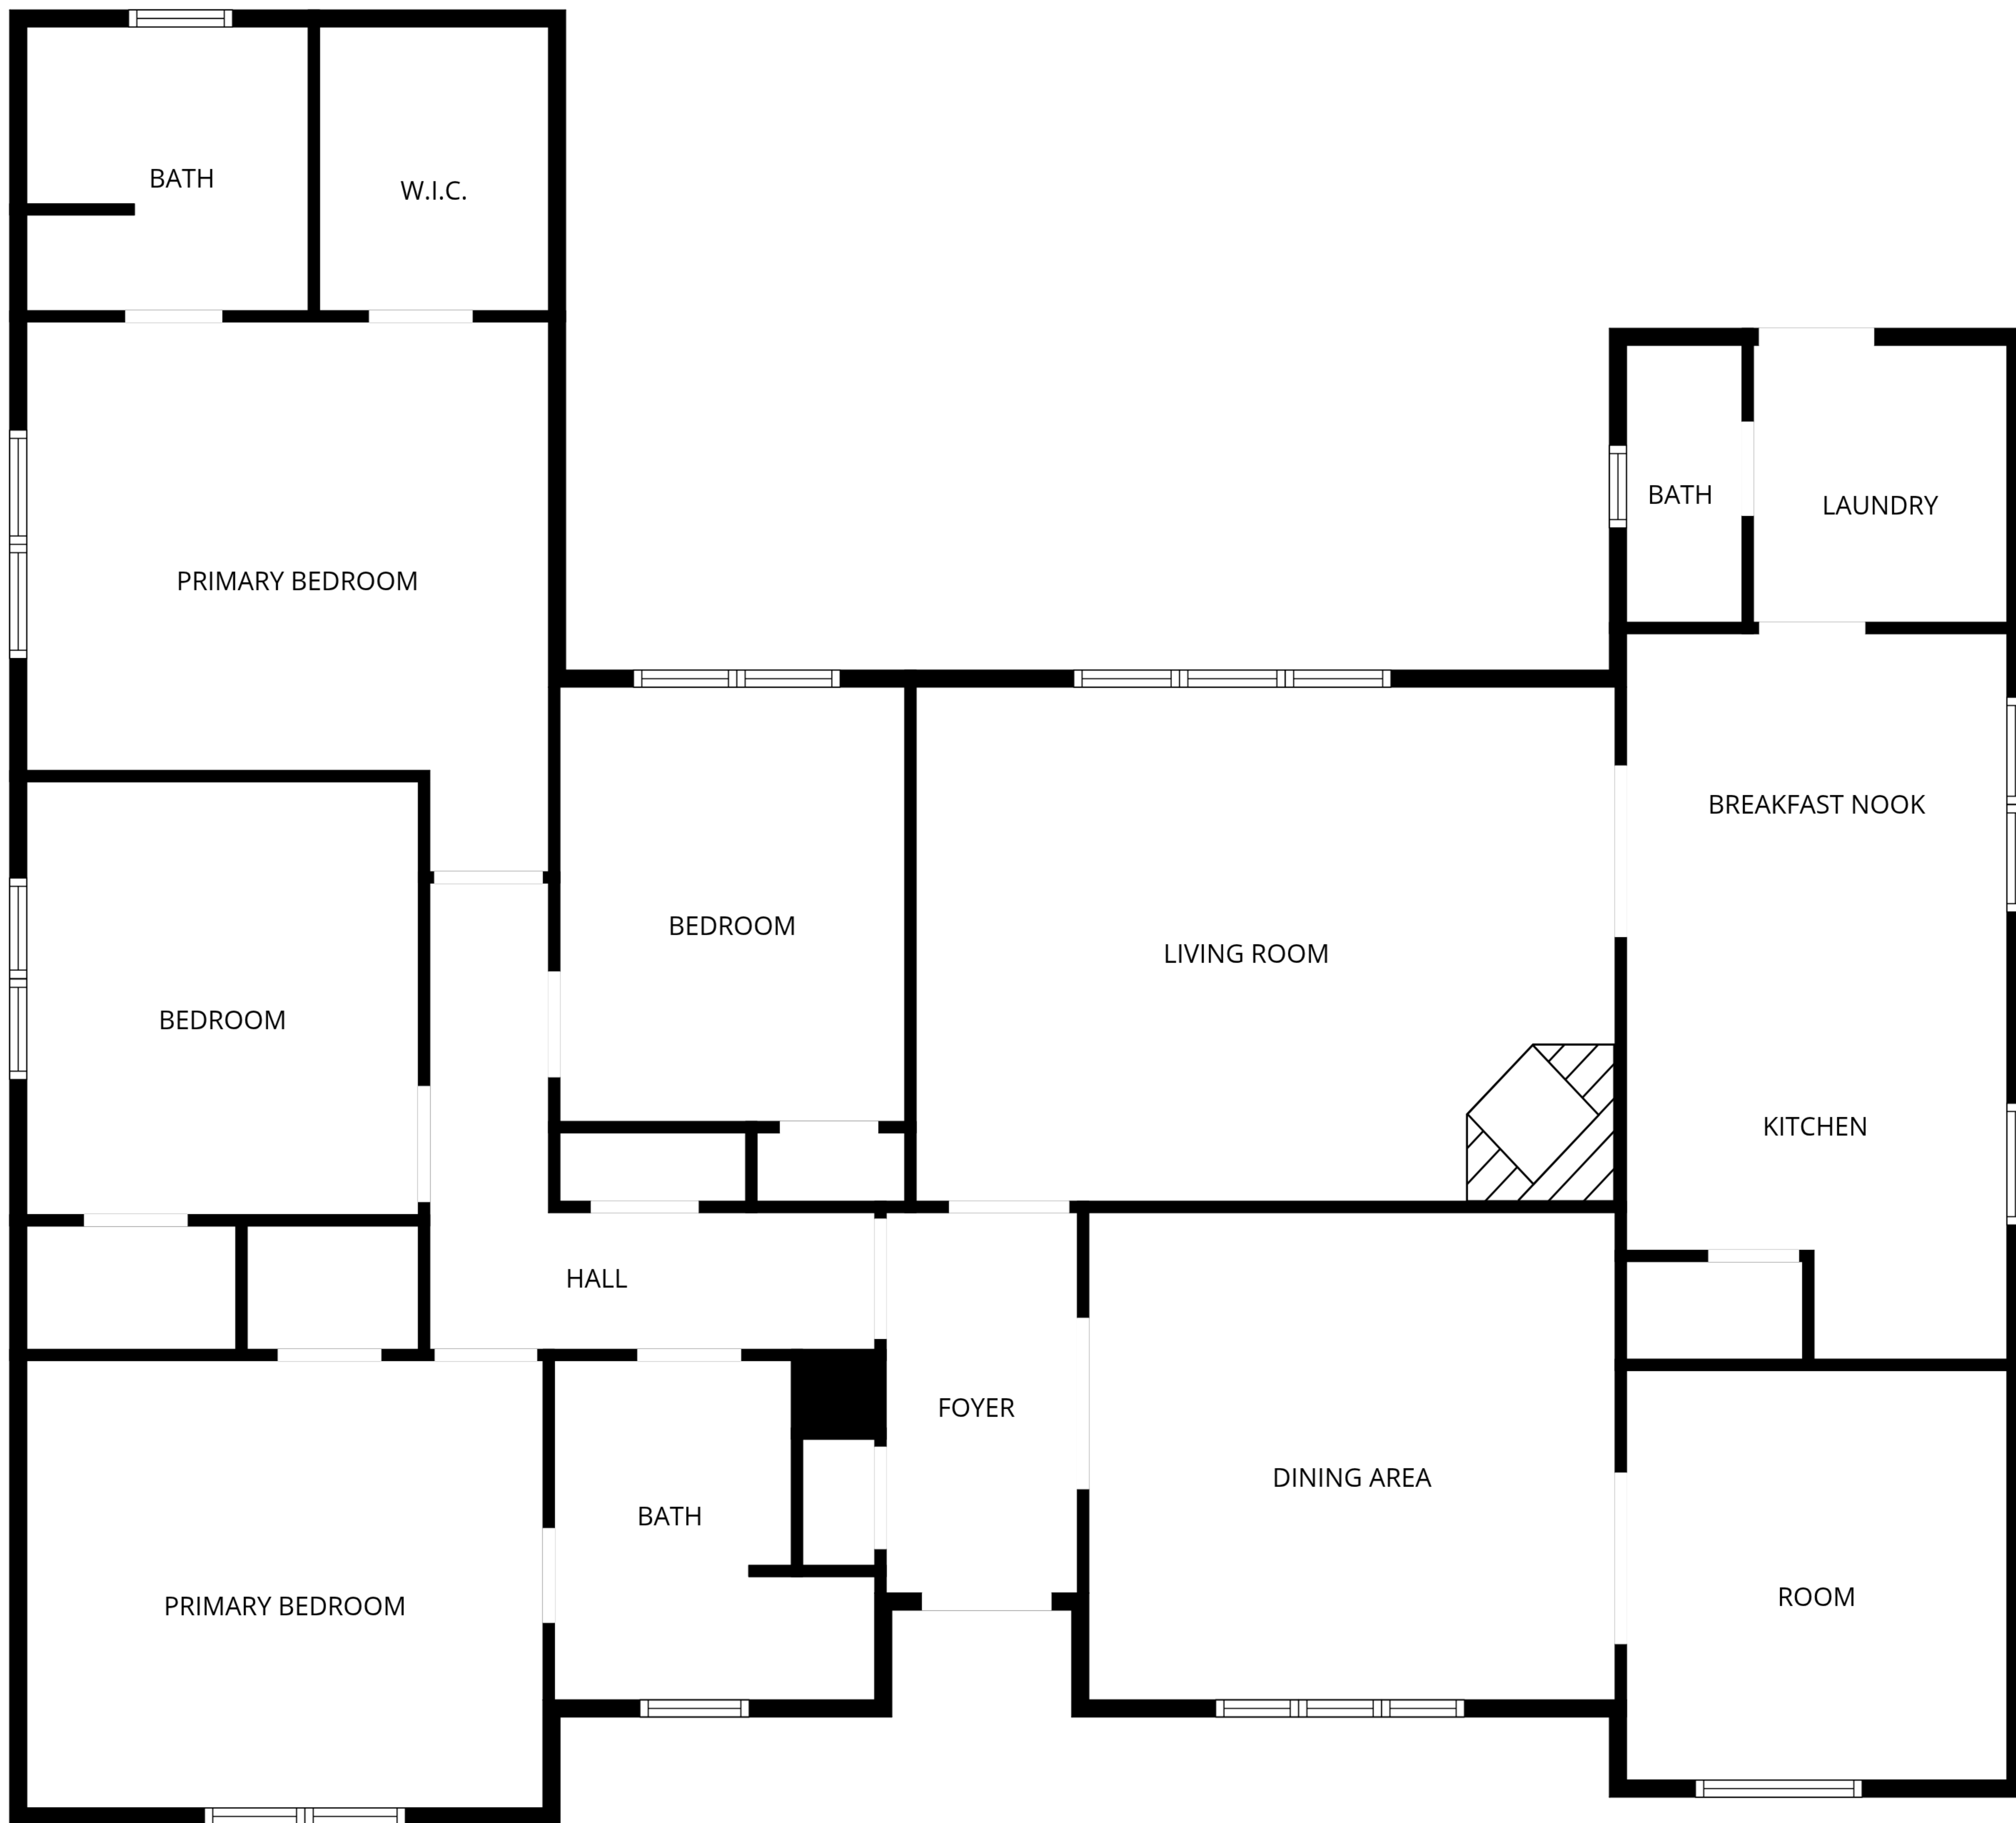 BATH
W.I.C.
BATH
LAUNDRY
PRIMARY BEDROOM
BREAKFAST NOOK
BEDROOM
LIVING ROOM
BEDROOM
KITCHEN
HALL
FOYER
DINING AREA
BATH
ROOM
PRIMARY BEDROOM